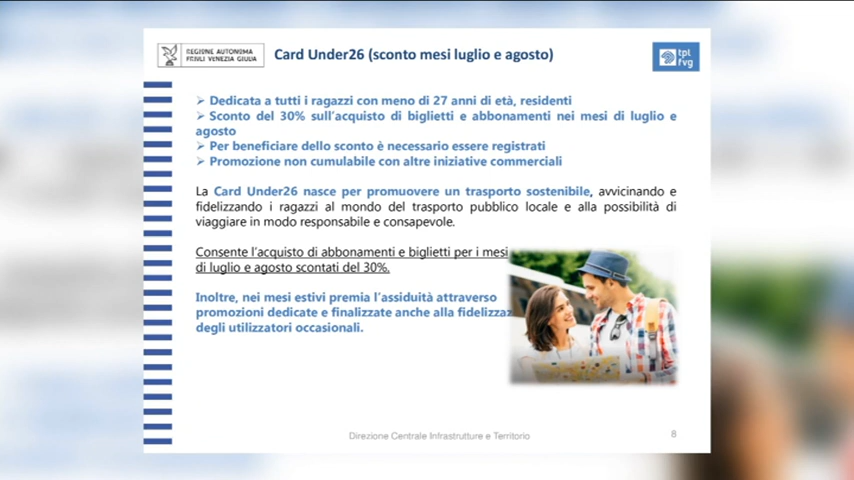 REGIONE AUTONOMA
FRIULI VENEZIA GIULIA
Card Under26 (sconto mesi luglio e agosto)
tpl
fvg
➢ Dedicata a tutti i ragazzi con meno di 27 anni di età, residenti
➢ Sconto del 30% sull'acquisto di biglietti e abbonamenti nei mesi di luglio e
agosto
➢ Per beneficiare dello sconto è necessario essere registrati
➢ Promozione non cumulabile con altre iniziative commerciali
La Card Under26 nasce per promuovere un trasporto sostenibile, avvicinando e
fidelizzando i ragazzi al mondo del trasporto pubblico locale e alla possibilità di
viaggiare in modo responsabile e consapevole.
Consente l'acquisto di abbonamenti e biglietti per i mesi
di luglio e agosto scontati del 30%.
Inoltre, nei mesi estivi premia l'assiduità attraverso
promozioni dedicate e finalizzate anche alla fidelizzaz
degli utilizzatori occasionali.
Direzione Centrale Infrastrutture e Territorio
8